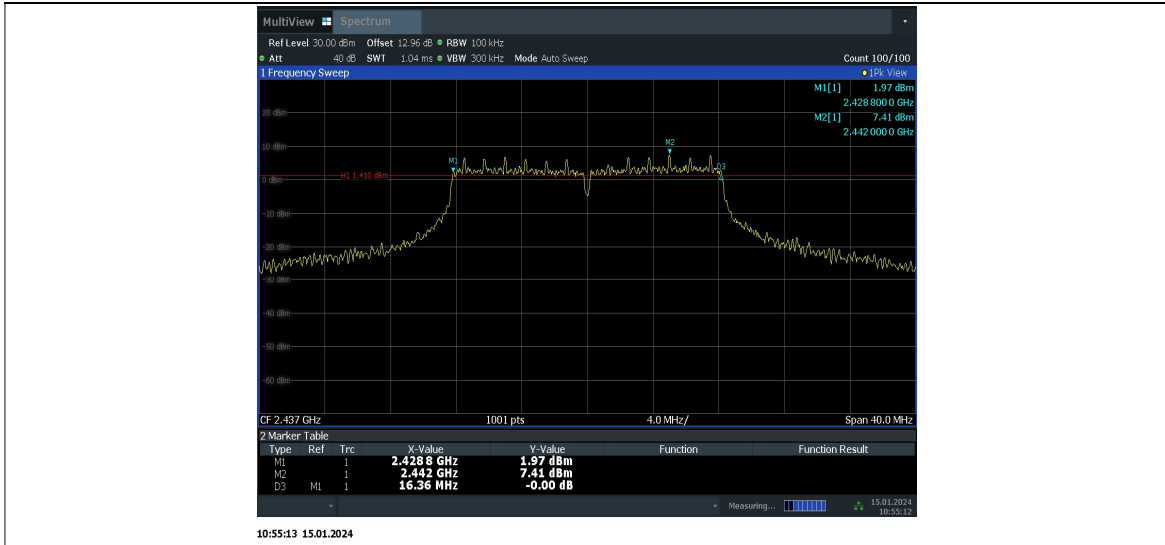 MultiView Spectrum
Ref Level 30.00 dBm Offset 12.96 dB RBW 100 kHz
Att 40 dB SWT 1.04 ms VBW 300 kHz Mode Auto Sweep Count 100/100
1 Frequency Sweep 1Pk View
M1[1] 1.97 dBm
2.428 800 0 GHz
M2[1] 7.41 dBm
2.442 000 0 GHz
20 dBm
10 dBm
M2
M1
D3
H1 1.410 dBm
0 dBm
-10 dBm
-20 dBm
-30 dBm
-40 dBm
-50 dBm
-60 dBm
CF 2.437 GHz 1001 pts 4.0 MHz/ Span 40.0 MHz
2 Marker Table
Type Ref Trc X-Value Y-Value Function Function Result
M1 1 2.428 8 GHz 1.97 dBm
M2 1 2.442 GHz 7.41 dBm
D3 M1 1 16.36 MHz -0.00 dB
Measuring... 15.01.2024
10:55:12
10:55:13 15.01.2024